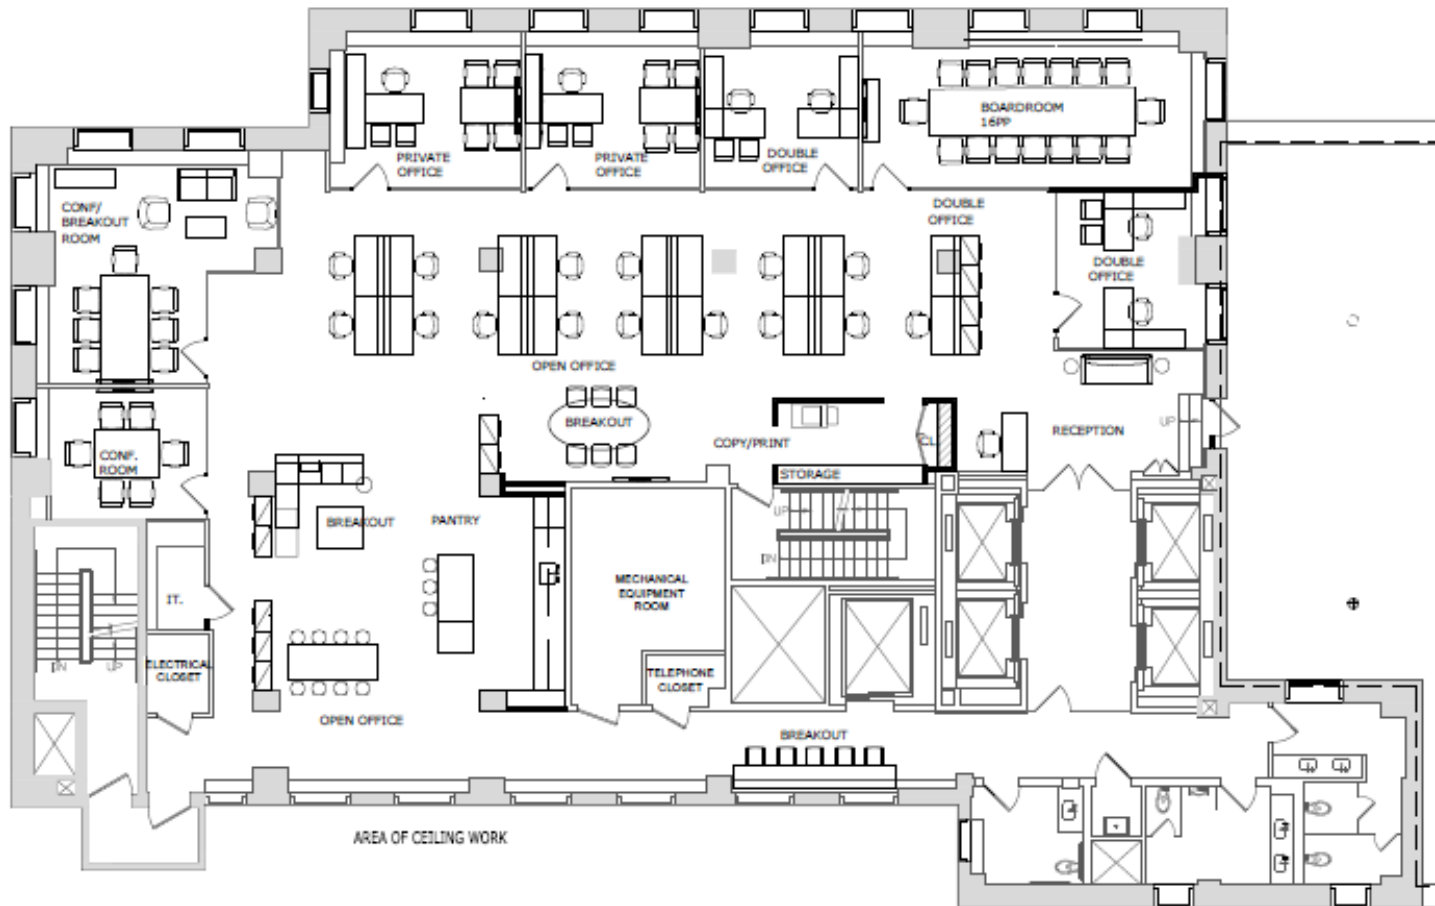 PRIVATE
OFFICE
PRIVATE
OFFICE
DOUBLE
OFFICE
BOARDROOM
16PP
CONF/
BREAKOUT
ROOM
DOUBLE
OFFICE
DOUBLE
OFFICE
OPEN OFFICE
BREAKOUT
COPY/PRINT
CL.
RECEPTION
UP
CONF.
ROOM
STORAGE
BREAKOUT
PANTRY
UP
DN
MECHANICAL
EQUIPMENT
ROOM
IT.
DN
UP
ELECTRICAL
CLOSET
TELEPHONE
CLOSET
OPEN OFFICE
BREAKOUT
AREA OF CEILING WORK